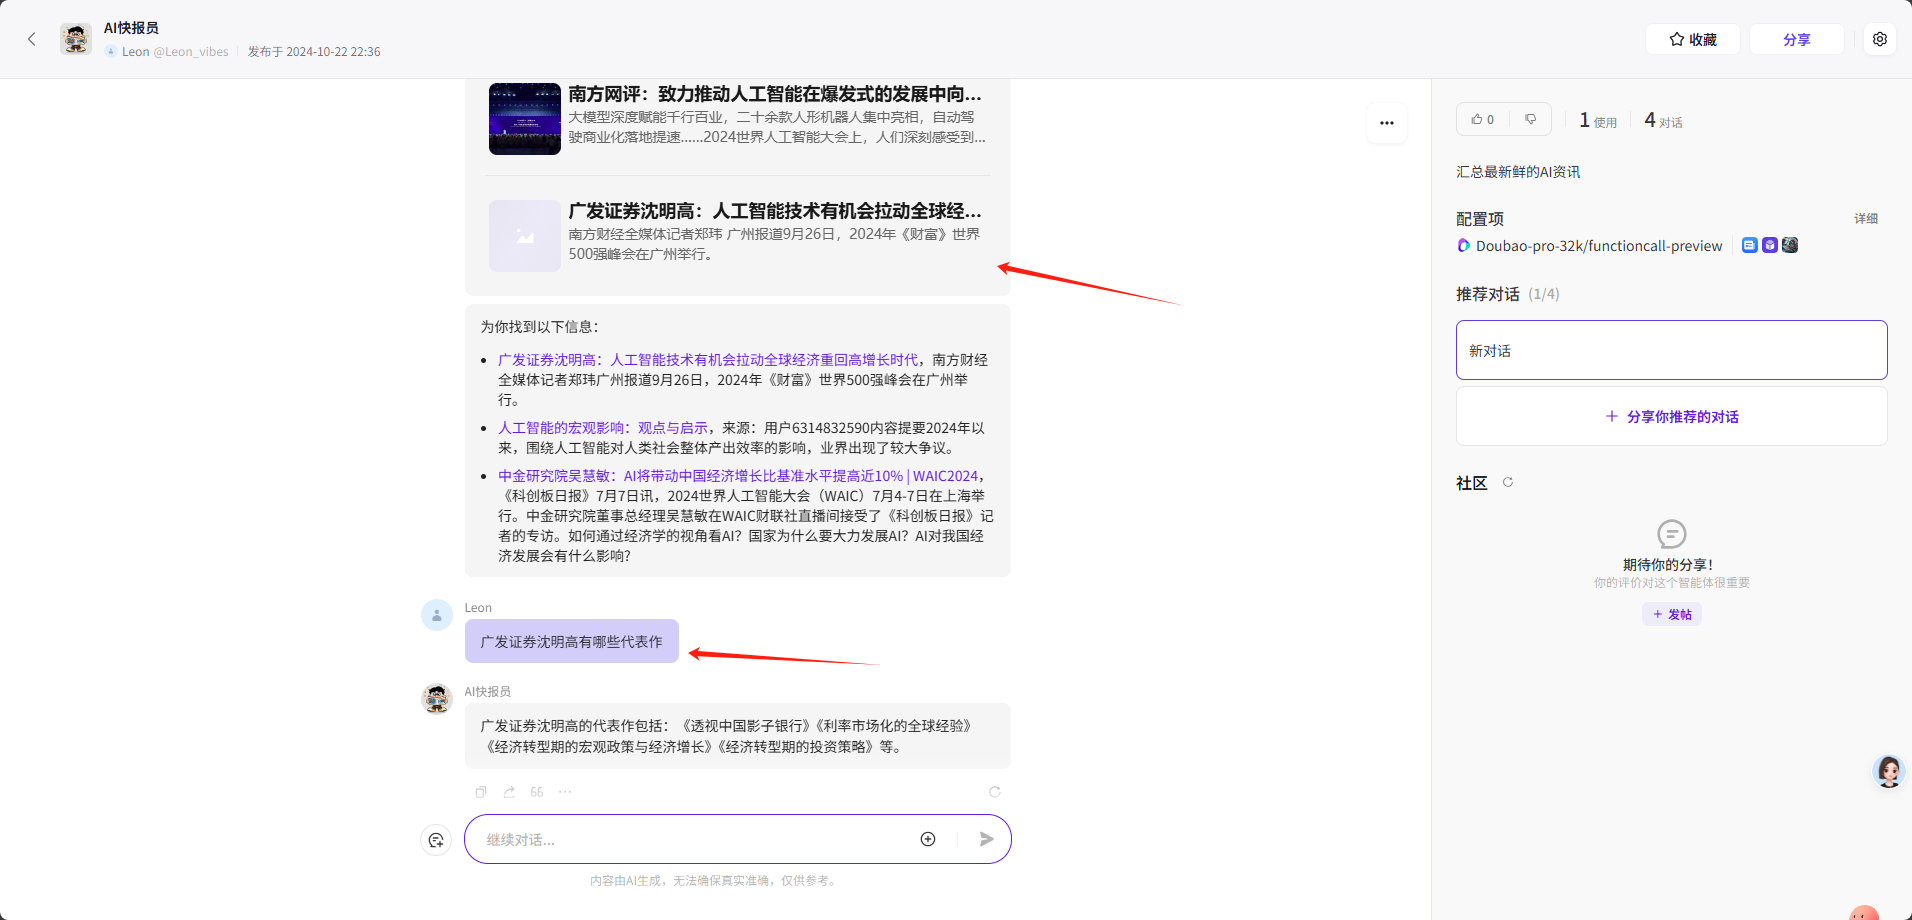 AI快报员
Leon @Leon_vibes 发布于 2024-10-22 22:36
收藏
分享
南方网评：致力推动人工智能在爆发式的发展中向...
大模型深度赋能千行百业，二十余款人形机器人集中亮相，自动驾
驶商业化落地提速......2024世界人工智能大会上，人们深刻感受到...
广发证券沈明高：人工智能技术有机会拉动全球经...
南方财经全媒体记者郑玮 广州报道9月26日，2024年《财富》世界
500强峰会在广州举行。
为你找到以下信息：
广发证券沈明高：人工智能技术有机会拉动全球经济重回高增长时代，南方财经
全媒体记者郑玮广州报道9月26日，2024年《财富》世界500强峰会在广州举
行。
人工智能的宏观影响：观点与启示，来源：用户6314832590内容提要2024年以
来，围绕人工智能对人类社会整体产出效率的影响，业界出现了较大争议。
中金研究院吴慧敏：AI将带动中国经济增长比基准水平提高近10% | WAIC2024，
《科创板日报》7月7日讯，2024世界人工智能大会（WAIC）7月4-7日在上海举
行。中金研究院董事总经理吴慧敏在WAIC财联社直播间接受了《科创板日报》记
者的专访。如何通过经济学的视角看AI？国家为什么要大力发展AI？AI对我国经
济发展会有什么影响?
Leon
广发证券沈明高有哪些代表作
AI快报员
广发证券沈明高的代表作包括：《透视中国影子银行》《利率市场化的全球经验》
《经济转型期的宏观政策与经济增长》《经济转型期的投资策略》等。
继续对话...
内容由AI生成，无法确保真实准确，仅供参考。
0
1 使用
4 对话
汇总最新鲜的AI资讯
配置项
详细
Doubao-pro-32k/functioncall-preview
推荐对话 (1/4)
新对话
+ 分享你推荐的对话
社区
期待你的分享！
你的评价对这个智能体很重要
+ 发帖